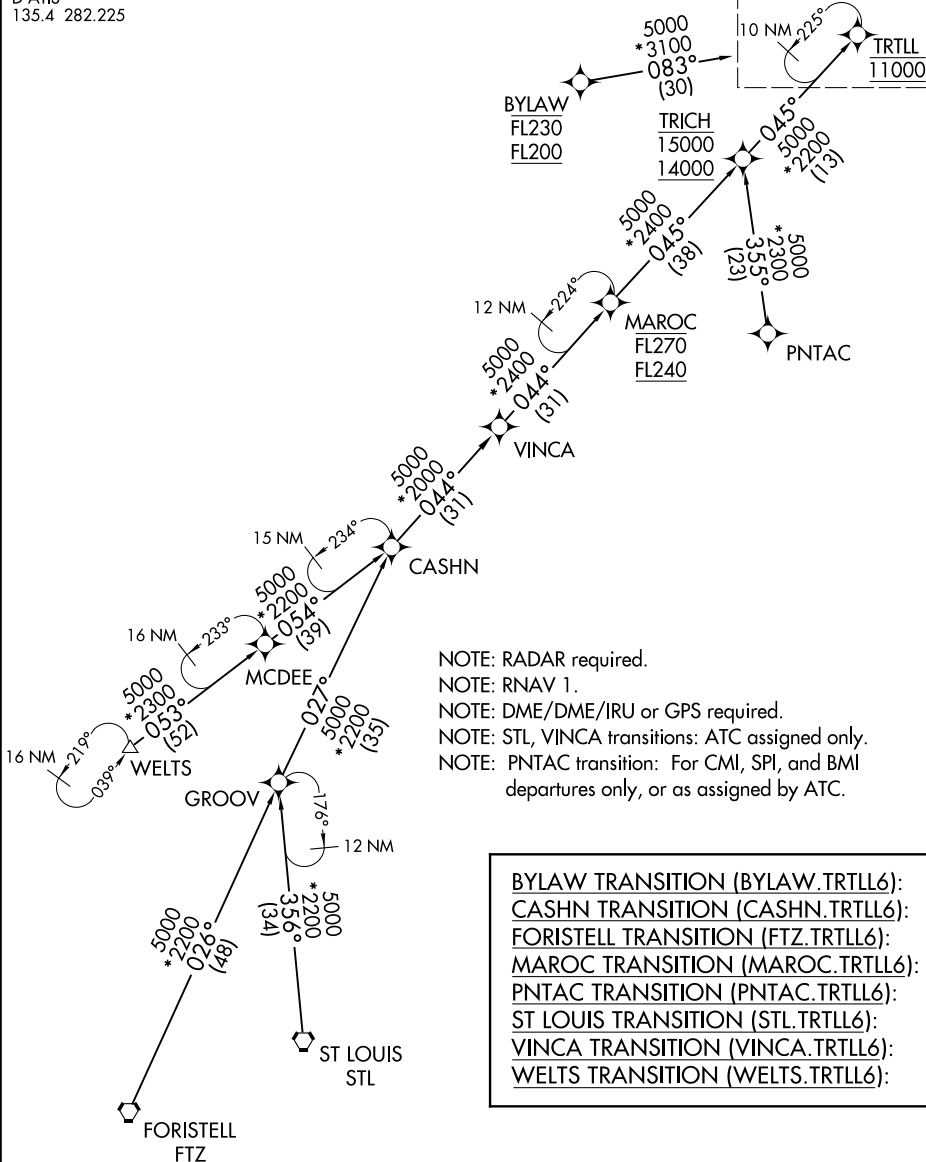 135.4 282.225
5000
*3100
083°
(30)
BYLAW
FL230
FL200
10 NM
225°
TRTLL
11000
TRICH
15000
14000
045°
5000
*2200
(13)
5000
*2400
045°
(38)
5000
*2300
355°
(23)
12 NM
224°
MAROC
FL270
FL240
PNTAC
5000
*2400
044°
(31)
VINCA
5000
*2000
044°
(31)
15 NM
234°
CASHN
5000
*2200
054°
(39)
16 NM
233°
MCDEE
5000
*2300
053°
(52)
16 NM
219°
039°
WELTS
027°
5000
*2200
(35)
GROOV
176°
12 NM
5000
*2200
356°
(34)
5000
*2200
026°
(48)
ST LOUIS
STL
FORISTELL
FTZ
NOTE: RADAR required.
NOTE: RNAV 1.
NOTE: DME/DME/IRU or GPS required.
NOTE: STL, VINCA transitions: ATC assigned only.
NOTE: PNTAC transition: For CMI, SPI, and BMI
departures only, or as assigned by ATC.
BYLAW TRANSITION (BYLAW.TRTLL6):
CASHN TRANSITION (CASHN.TRTLL6):
FORISTELL TRANSITION (FTZ.TRTLL6):
MAROC TRANSITION (MAROC.TRTLL6):
PNTAC TRANSITION (PNTAC.TRTLL6):
ST LOUIS TRANSITION (STL.TRTLL6):
VINCA TRANSITION (VINCA.TRTLL6):
WELTS TRANSITION (WELTS.TRTLL6):